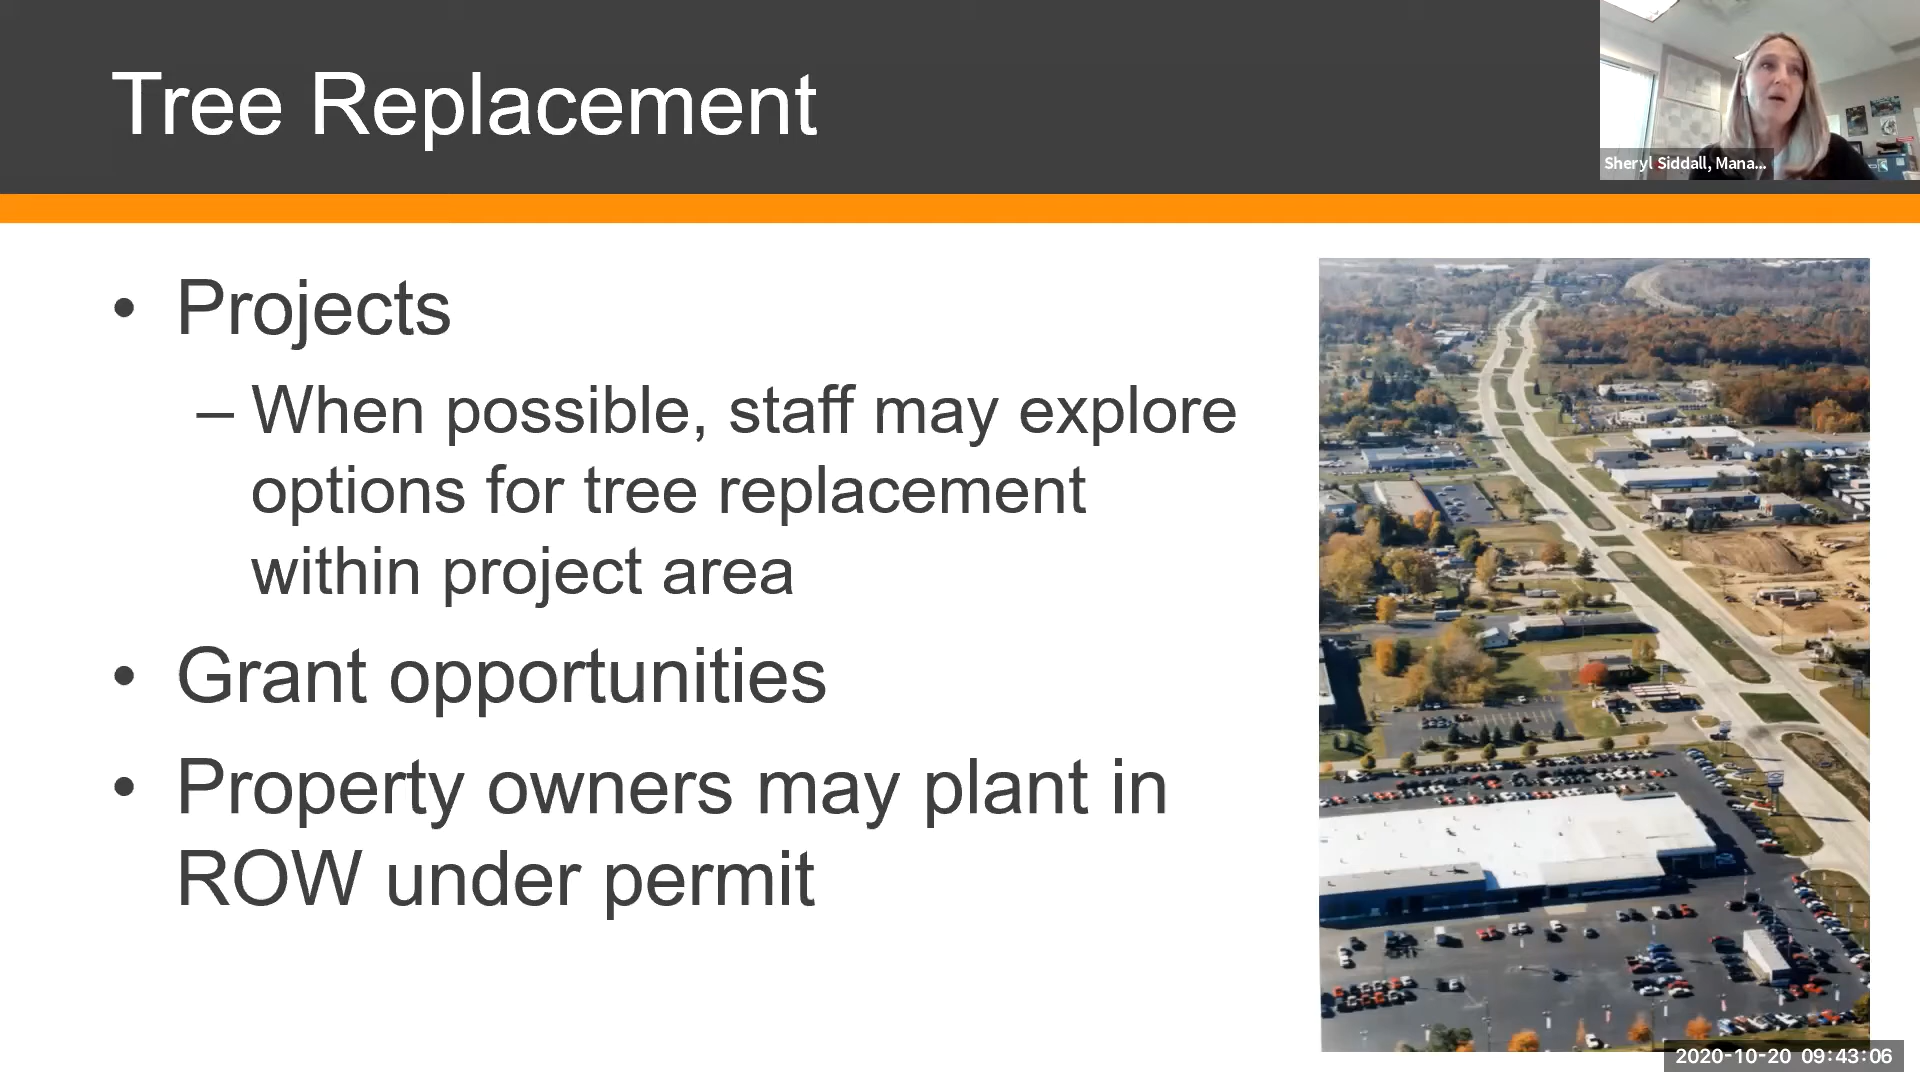 Tree Replacement
Sheryl Siddall, Mana...
• Projects
– When possible, staff may explore
options for tree replacement
within project area
• Grant opportunities
• Property owners may plant in
ROW under permit
2020-10-20 09:43:06